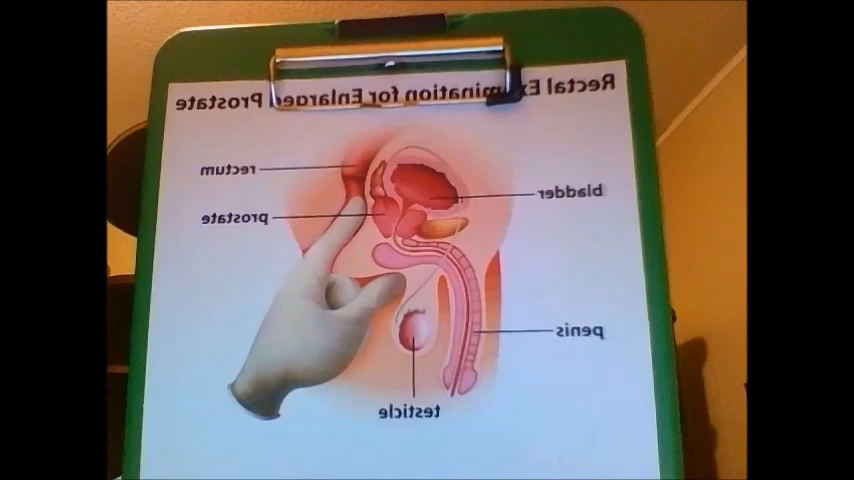 Rectal Examination for Enlarged Prostate
rectum
bladder
prostate
penis
testicle